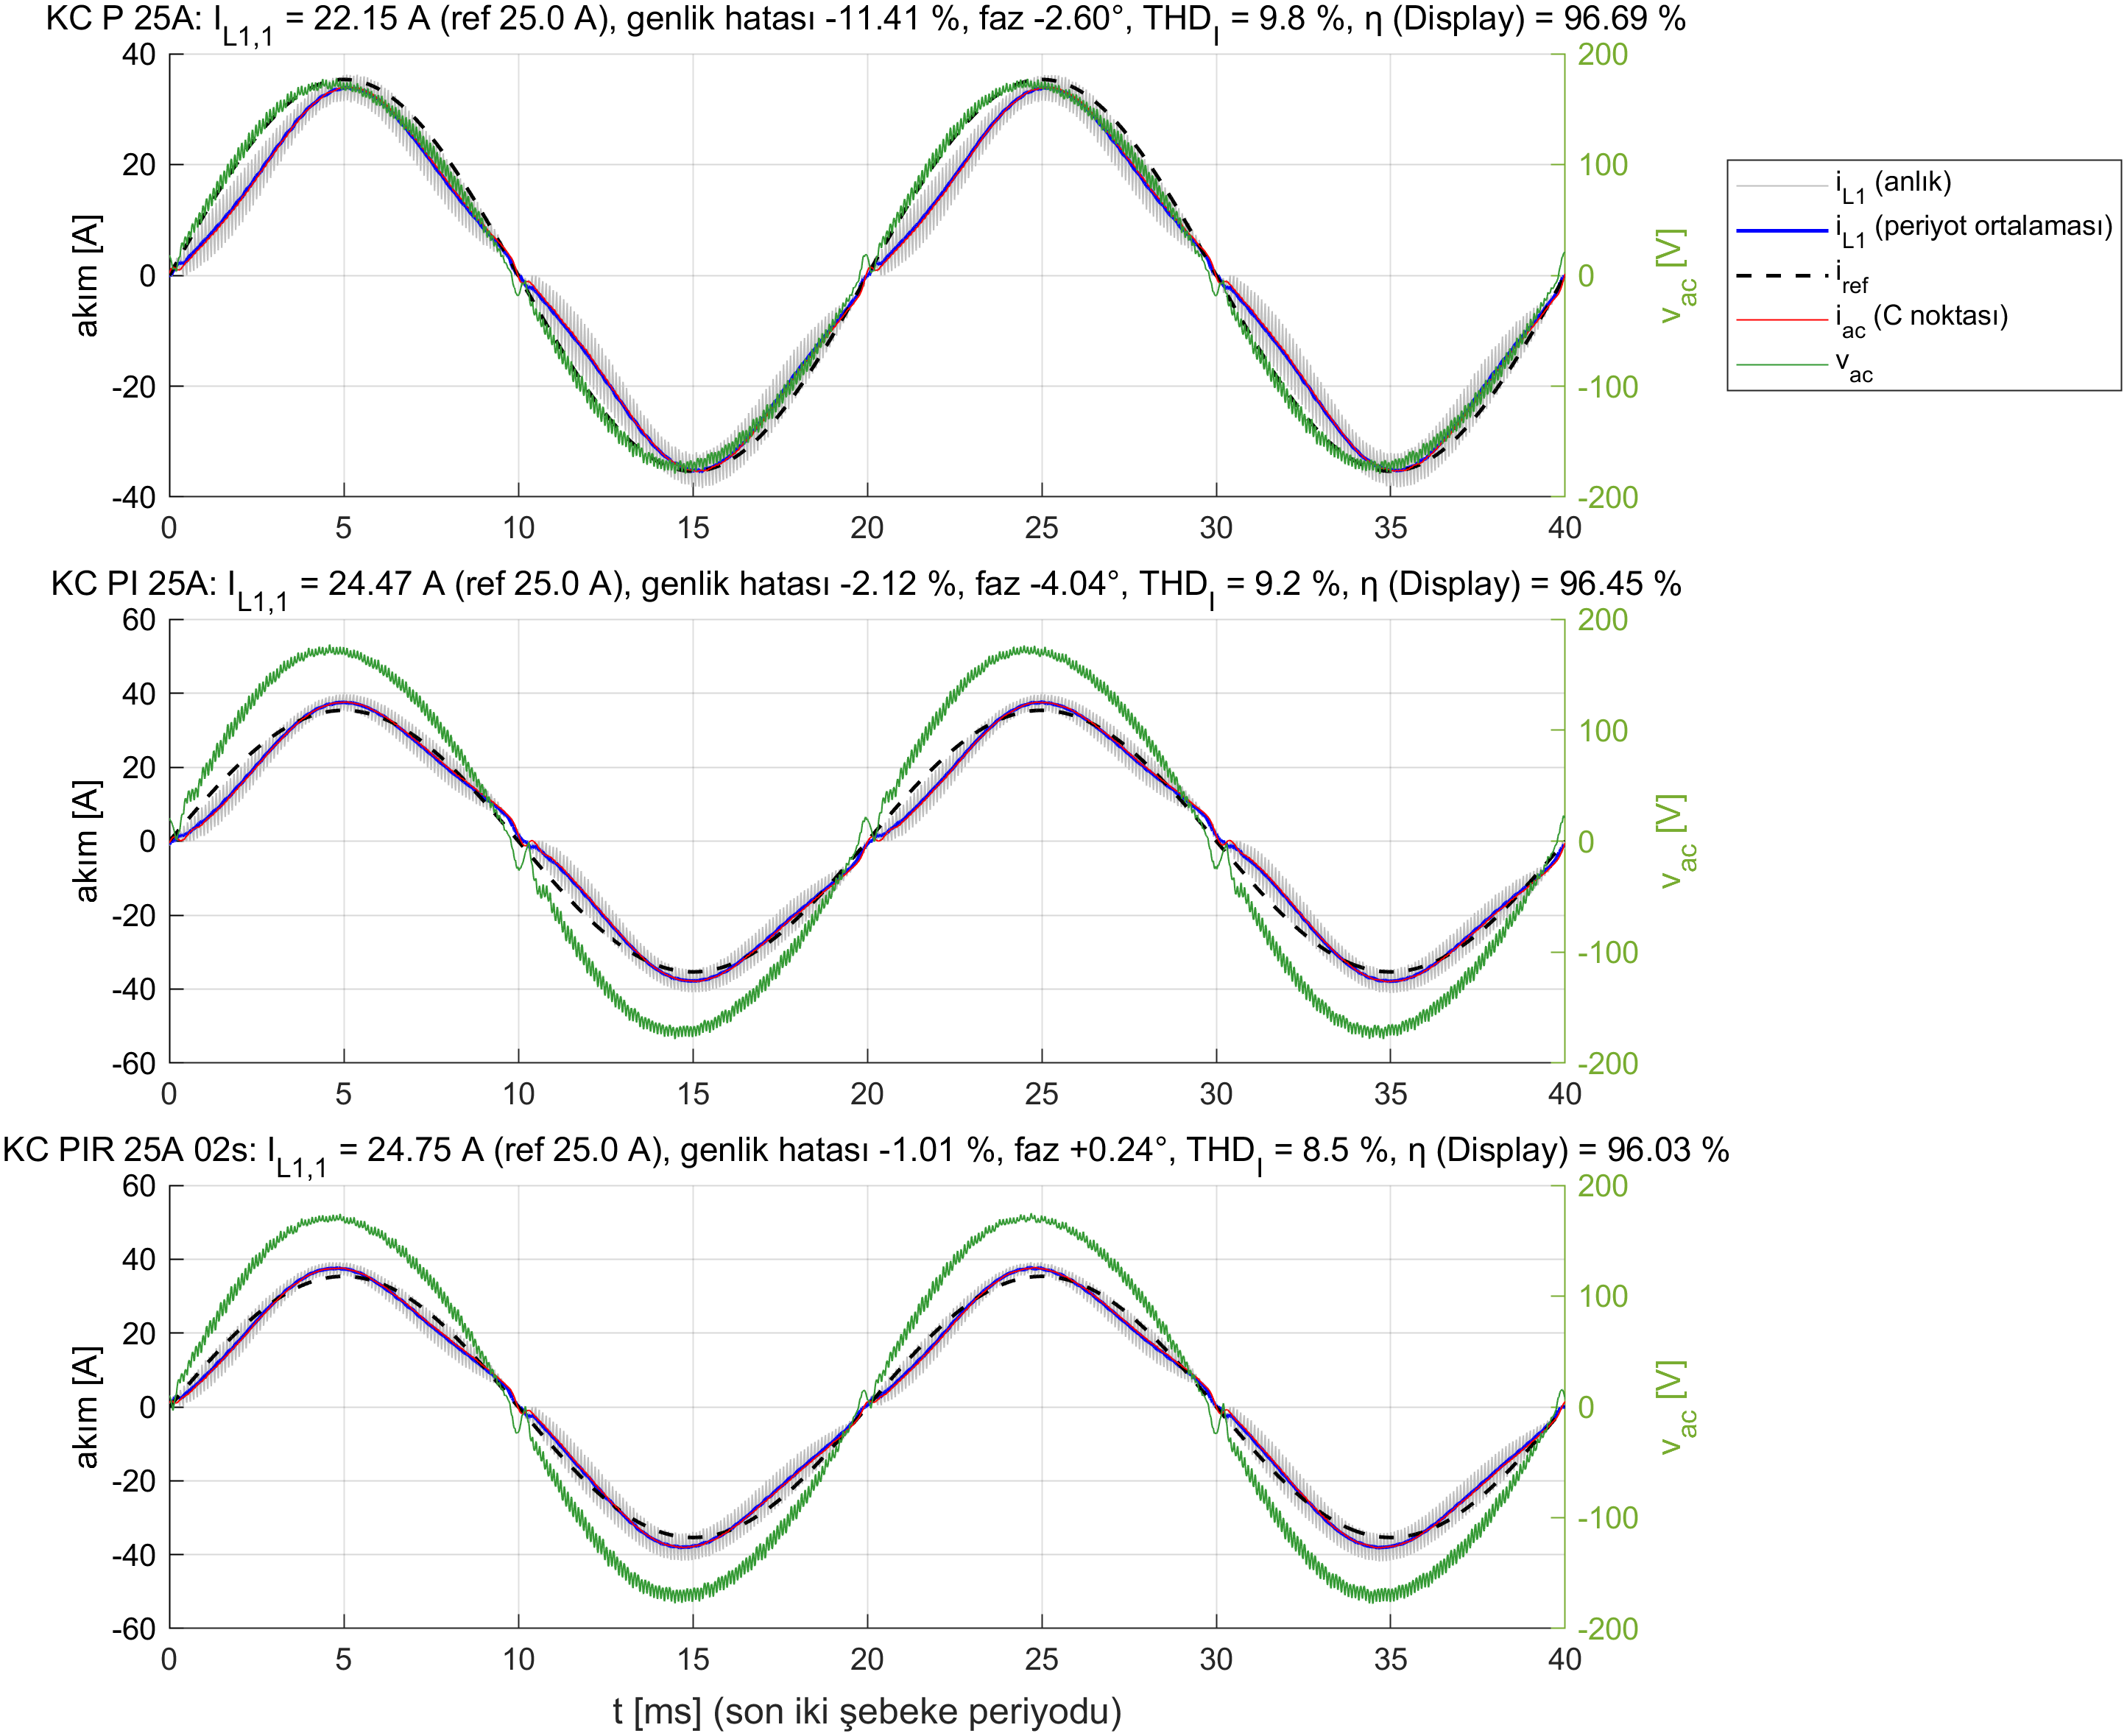 KC P 25A: I_L1,1 = 22.15 A (ref 25.0 A), genlik hatası -11.41 %, faz -2.60°, THD_I = 9.8 %, η (Display) = 96.69 %
40
20
0
-20
-40
akım [A]
200
100
0
-100
-200
v_ac [V]
0 5 10 15 20 25 30 35 40
i_L1 (anlık)
i_L1 (periyot ortalaması)
i_ref
i_ac (C noktası)
v_ac
KC PI 25A: I_L1,1 = 24.47 A (ref 25.0 A), genlik hatası -2.12 %, faz -4.04°, THD_I = 9.2 %, η (Display) = 96.45 %
60
40
20
0
-20
-40
-60
akım [A]
200
100
0
-100
-200
v_ac [V]
0 5 10 15 20 25 30 35 40
KC PIR 25A 02s: I_L1,1 = 24.75 A (ref 25.0 A), genlik hatası -1.01 %, faz +0.24°, THD_I = 8.5 %, η (Display) = 96.03 %
60
40
20
0
-20
-40
-60
akım [A]
200
100
0
-100
-200
v_ac [V]
0 5 10 15 20 25 30 35 40
t [ms] (son iki şebeke periyodu)